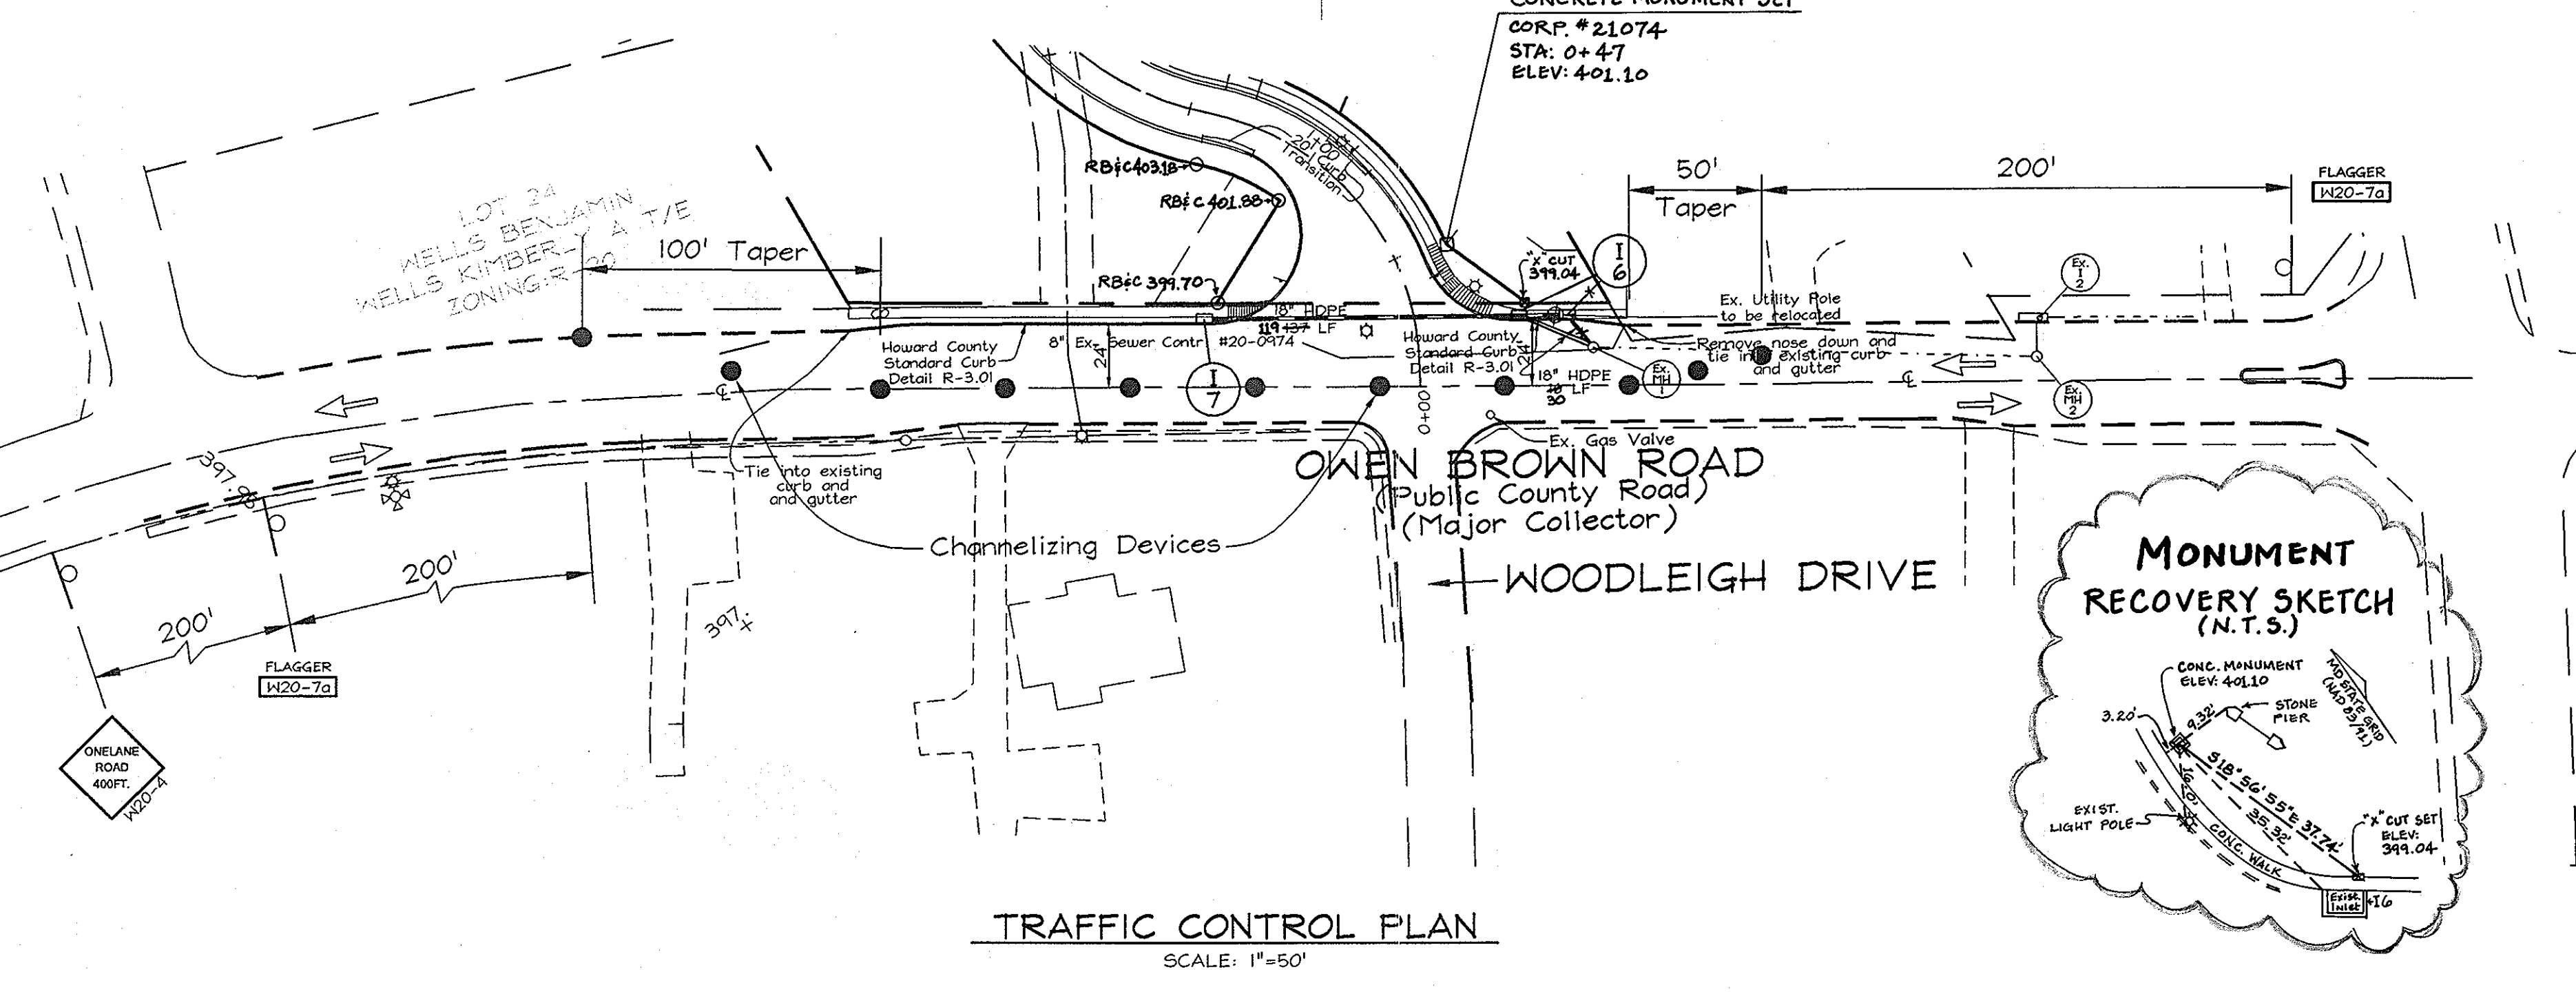 CONCRETE MONUMENT SET
CORP. #21074
STA: 0+47
ELEV: 401.10
LOT 24
WELLS BENJAMIN
WELLS KIMBERLY A T/E
ZONING: R-20
100' Taper
RB&C 403.18
RB&C 401.88
RB&C 399.70
1+00
20' Curb
Transition
"X" CUT
399.04
I
6
50'
Taper
200'
FLAGGER
W20-7a
Ex.
I
2
Ex. Utility Pole
to be relocated
Remove nose down and
tie into existing curb
and gutter
18" HDPE
119 137 LF
Howard County
Standard Curb
Detail R-3.01
8" Ex. Sewer Contr #20-0974
24'
Howard County
Standard Curb
Detail R-3.01
24'
18" HDPE
30 LF
I
7
Ex.
MH
1
Ex.
MH
2
℄
℄
0+00
Ex. Gas Valve
OWEN BROWN ROAD
(Public County Road)
(Major Collector)
Tie into existing
curb and
and gutter
Channelizing Devices
WOODLEIGH DRIVE
200'
200'
FLAGGER
W20-7a
ONELANE
ROAD
400FT.
W20-4
MONUMENT
RECOVERY SKETCH
(N.T.S.)
CONC. MONUMENT
ELEV: 401.10
STONE
PIER
MD STATE GRID
(NAD 83/91)
3.20'
9.32'
S18°56'55"E 37.74'
35.32'
EXIST.
LIGHT POLE
CONC. WALK
"X" CUT SET
ELEV:
399.04
Exist.
Inlet
I6
TRAFFIC CONTROL PLAN
SCALE: 1"=50'